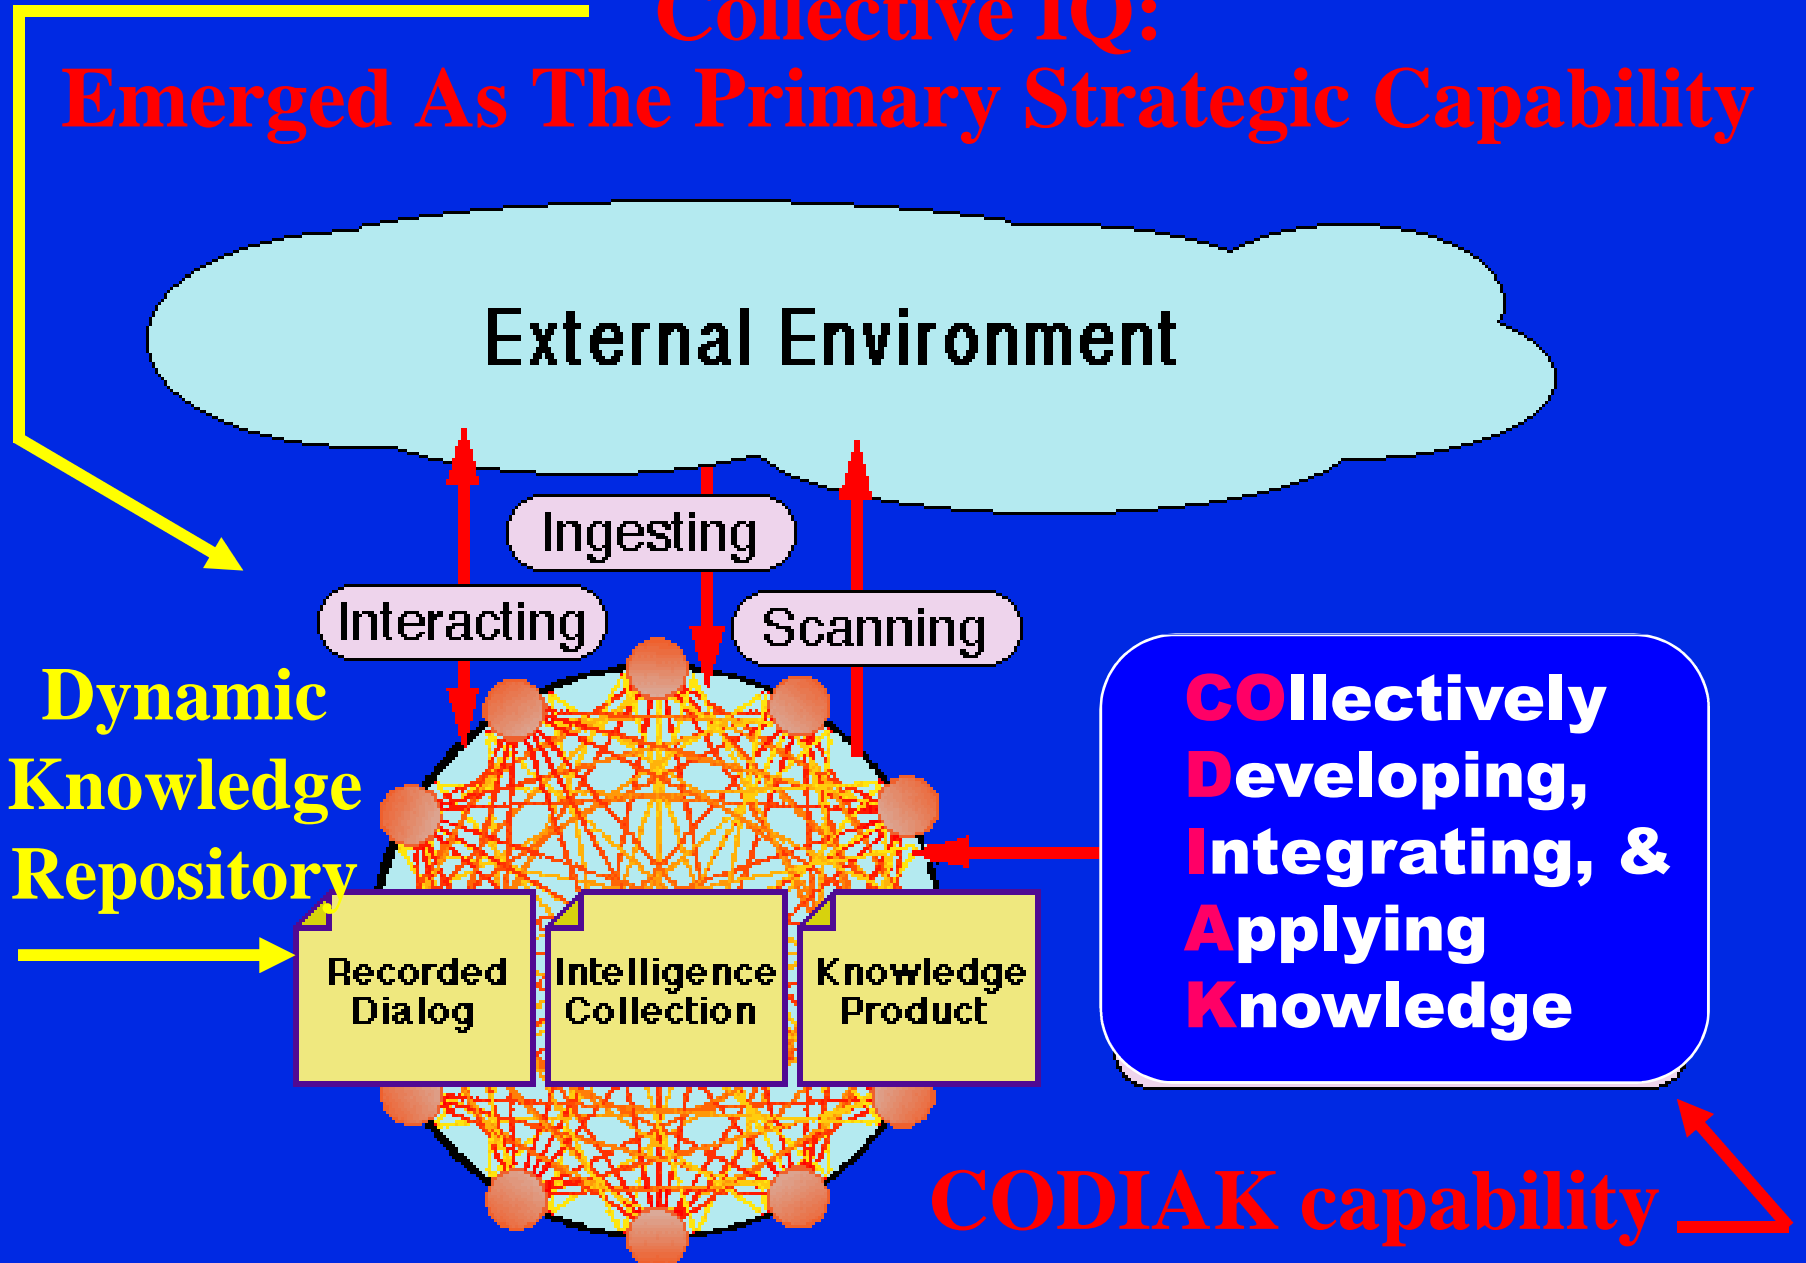 Collective IQ:
Emerged As The Primary Strategic Capability
External Environment
Ingesting
Interacting
Scanning
Dynamic
Knowledge
Repository
COllectively
Developing,
Integrating, &
Applying
Knowledge
Recorded
Dialog
Intelligence
Collection
Knowledge
Product
CODIAK capability